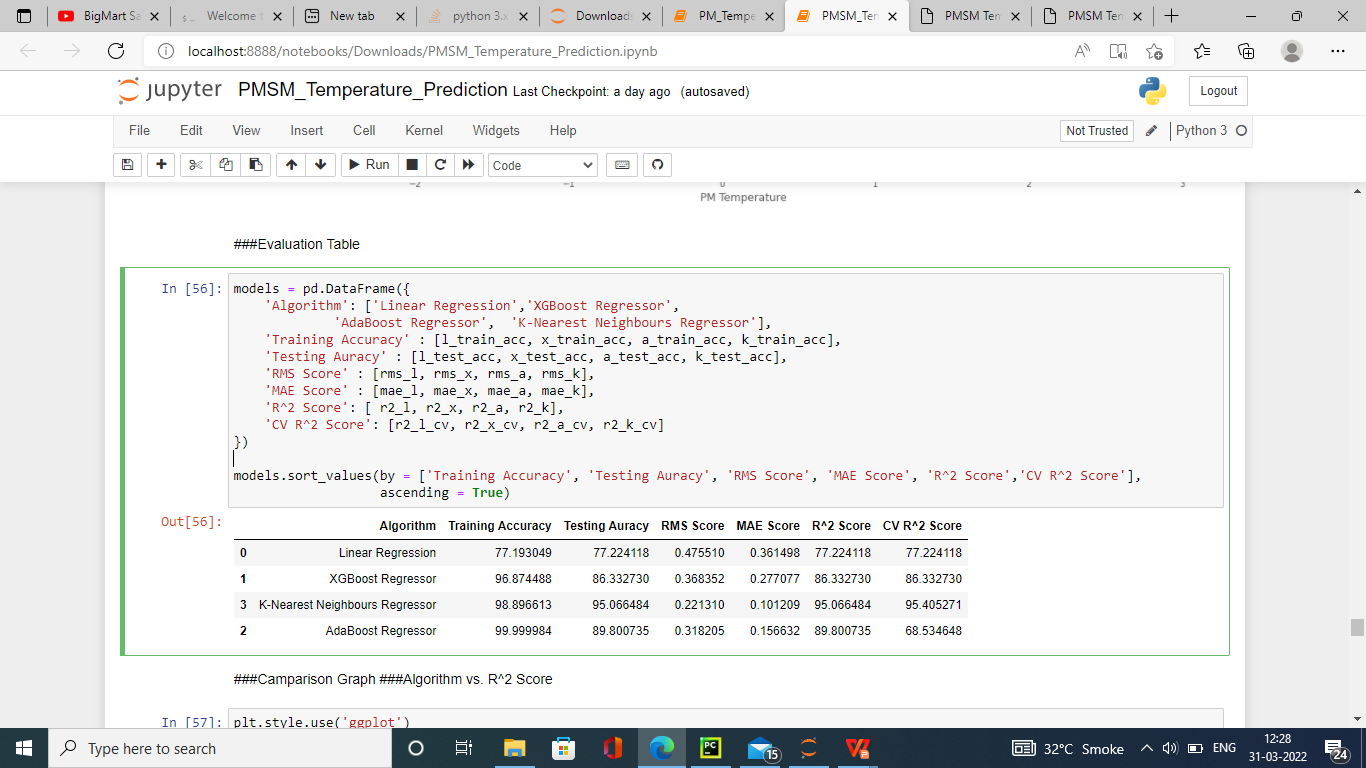 BigMart Sa
Welcome t
New tab
python 3.x
Downloads
PM_Tempe
PMSM_Ten
PMSM Ten
PMSM Ten
localhost:8888/notebooks/Downloads/PMSM_Temperature_Prediction.ipynb
jupyter PMSM_Temperature_Prediction Last Checkpoint: a day ago (autosaved)
Logout
File Edit View Insert Cell Kernel Widgets Help
Not Trusted
Python 3
Run
Code
-2 -1 0 1 2 3
PM Temperature
###Evaluation Table
In [56]: models = pd.DataFrame({
'Algorithm': ['Linear Regression','XGBoost Regressor',
'AdaBoost Regressor', 'K-Nearest Neighbours Regressor'],
'Training Accuracy' : [l_train_acc, x_train_acc, a_train_acc, k_train_acc],
'Testing Auracy' : [l_test_acc, x_test_acc, a_test_acc, k_test_acc],
'RMS Score' : [rms_l, rms_x, rms_a, rms_k],
'MAE Score' : [mae_l, mae_x, mae_a, mae_k],
'R^2 Score': [ r2_l, r2_x, r2_a, r2_k],
'CV R^2 Score': [r2_l_cv, r2_x_cv, r2_a_cv, r2_k_cv]
})
models.sort_values(by = ['Training Accuracy', 'Testing Auracy', 'RMS Score', 'MAE Score', 'R^2 Score','CV R^2 Score'],
ascending = True)
Out[56]:
Algorithm Training Accuracy Testing Auracy RMS Score MAE Score R^2 Score CV R^2 Score
0 Linear Regression 77.193049 77.224118 0.475510 0.361498 77.224118 77.224118
1 XGBoost Regressor 96.874488 86.332730 0.368352 0.277077 86.332730 86.332730
3 K-Nearest Neighbours Regressor 98.896613 95.066484 0.221310 0.101209 95.066484 95.405271
2 AdaBoost Regressor 99.999984 89.800735 0.318205 0.156632 89.800735 68.534648
###Camparison Graph ###Algorithm vs. R^2 Score
In [57]: plt.style.use('ggplot')
Type here to search
PC
15
32°C Smoke
ENG
12:28
31-03-2022
24